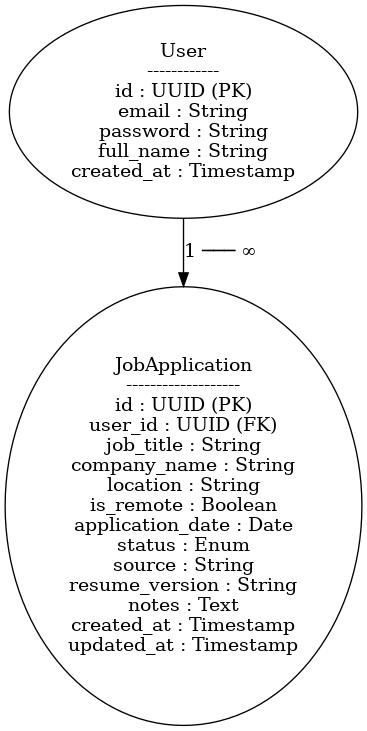 User
------------
id : UUID (PK)
email : String
password : String
full_name : String
created_at : Timestamp
1 ─── ∞
JobApplication
-------------------
id : UUID (PK)
user_id : UUID (FK)
job_title : String
company_name : String
location : String
is_remote : Boolean
application_date : Date
status : Enum
source : String
resume_version : String
notes : Text
created_at : Timestamp
updated_at : Timestamp